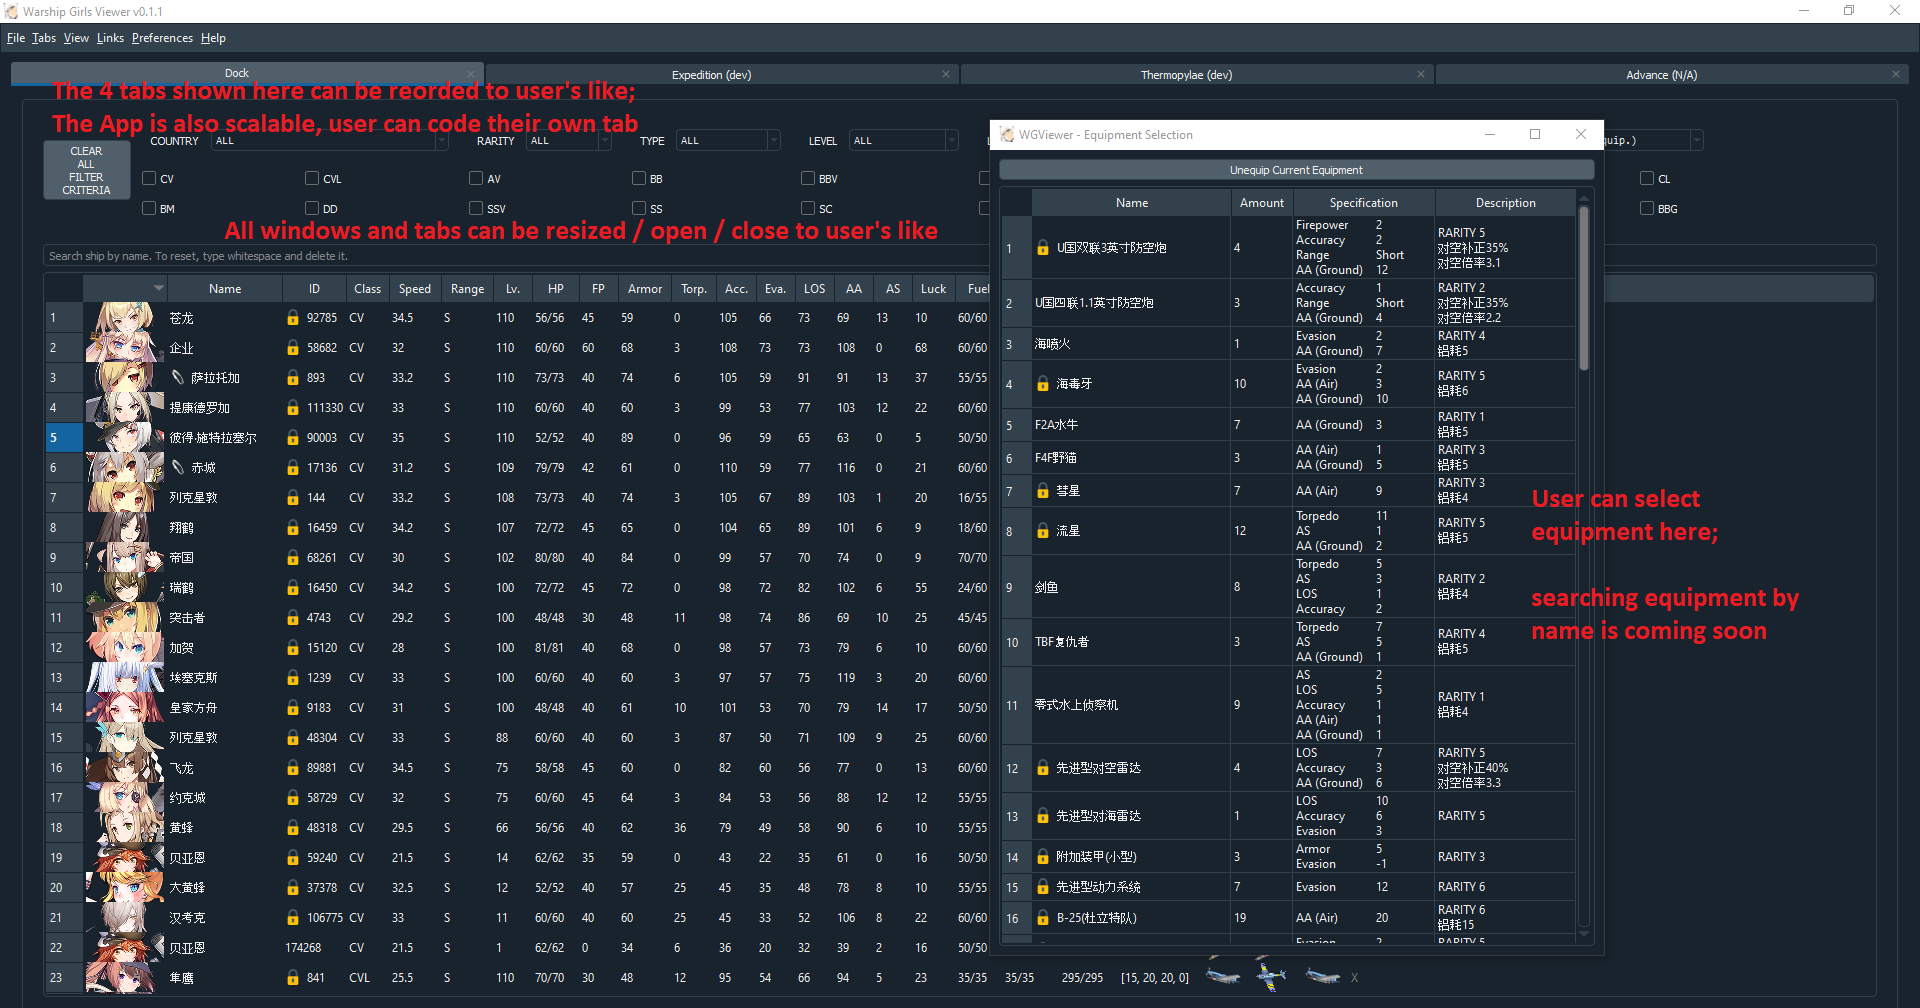 Warship Girls Viewer v0.1.1
File Tabs View Links Preferences Help
Dock
Expedition (dev)
Thermopylae (dev)
Advance (N/A)
The 4 tabs shown here can be reorded to user's like;
The App is also scalable, user can code their own tab
CLEAR
ALL
FILTER
CRITERIA
COUNTRY ALL RARITY ALL TYPE ALL LEVEL ALL
CV CVL AV BB BBV CL
BM DD SSV SS SC BBG
All windows and tabs can be resized / open / close to user's like
Search ship by name. To reset, type whitespace and delete it.
Name ID Class Speed Range Lv. HP FP Armor Torp. Acc. Eva. LOS AA AS Luck Fuel
1 苍龙 92785 CV 34.5 S 110 56/56 45 59 0 105 66 73 69 13 10 60/60
2 企业 58682 CV 32 S 110 60/60 60 68 3 108 73 73 108 0 68 60/60
3 萨拉托加 893 CV 33.2 S 110 73/73 40 74 6 105 59 91 91 13 37 55/55
4 提康德罗加 111330 CV 33 S 110 60/60 40 60 3 99 53 77 103 12 22 60/60
5 彼得·施特拉塞尔 90003 CV 35 S 110 52/52 40 89 0 96 59 65 63 0 5 50/50
6 赤城 17136 CV 31.2 S 109 79/79 42 61 0 110 59 77 116 0 21 60/60
7 列克星敦 144 CV 33.2 S 108 73/73 40 74 3 105 67 89 103 1 20 16/55
8 翔鹤 16459 CV 34.2 S 107 72/72 45 65 0 104 65 89 101 6 9 18/60
9 帝国 68261 CV 30 S 102 80/80 40 84 0 99 57 70 74 0 9 70/70
10 瑞鹤 16450 CV 34.2 S 100 72/72 45 72 0 98 72 82 102 6 55 24/60
11 突击者 4743 CV 29.2 S 100 48/48 30 48 11 98 74 86 69 10 25 45/45
12 加贺 15120 CV 28 S 100 81/81 40 68 0 98 57 73 79 6 10 60/60
13 埃塞克斯 1239 CV 33 S 100 60/60 40 60 3 97 57 75 119 3 20 60/60
14 皇家方舟 9183 CV 31 S 100 48/48 40 61 10 101 53 70 79 14 17 50/50
15 列克星敦 48304 CV 33 S 88 60/60 40 60 3 87 50 71 109 9 25 60/60
16 飞龙 89881 CV 34.5 S 75 58/58 45 60 0 82 60 56 77 0 13 60/60
17 约克城 58729 CV 32 S 75 60/60 45 64 3 84 53 56 88 12 12 55/55
18 黄蜂 48318 CV 29.5 S 66 56/56 40 62 36 79 49 58 90 6 10 55/55
19 贝亚恩 59240 CV 21.5 S 14 62/62 35 59 0 43 22 35 61 0 16 50/50
20 大黄蜂 37378 CV 32.5 S 12 52/52 40 57 25 45 35 48 78 8 10 55/55
21 汉考克 106775 CV 33 S 11 60/60 40 60 25 45 33 52 106 8 22 60/60
22 贝亚恩 174268 CV 21.5 S 1 62/62 0 34 6 36 20 32 39 2 16 50/50
23 隼鹰 841 CVL 25.5 S 110 70/70 30 48 12 95 54 66 94 5 23 35/35 35/35 295/295 [15, 20, 20, 0] X
WGViewer - Equipment Selection
Unequip Current Equipment
Name Amount Specification Description
1 U国双联3英寸防空炮 4
Firepower 2
Accuracy 2
Range Short
AA (Ground) 12
RARITY 5
对空补正35%
对空倍率3.1
2 U国四联1.1英寸防空炮 3
Accuracy 1
Range Short
AA (Ground) 4
RARITY 2
对空补正35%
对空倍率2.2
3 海喷火 1
Evasion 2
AA (Ground) 7
RARITY 4
铝耗5
4 海毒牙 10
Evasion 2
AA (Air) 3
AA (Ground) 10
RARITY 5
铝耗6
5 F2A水牛 7
AA (Ground) 3
RARITY 1
铝耗5
6 F4F野猫 3
AA (Air) 1
AA (Ground) 5
RARITY 3
铝耗5
7 彗星 7
AA (Air) 9
RARITY 3
铝耗4
8 流星 12
Torpedo 11
AS 1
AA (Ground) 2
RARITY 5
铝耗5
9 剑鱼 8
Torpedo 5
AS 3
LOS 1
Accuracy 2
RARITY 2
铝耗4
10 TBF复仇者 3
Torpedo 7
AS 5
AA (Ground) 1
RARITY 4
铝耗5
11 零式水上侦察机 9
AS 2
LOS 5
Accuracy 1
AA (Air) 1
AA (Ground) 1
RARITY 1
铝耗4
12 先进型对空雷达 4
LOS 7
Accuracy 3
AA (Ground) 6
RARITY 5
对空补正40%
对空倍率3.3
13 先进型对海雷达 1
LOS 10
Accuracy 6
Evasion 3
RARITY 5
14 附加装甲(小型) 3
Armor 5
Evasion -1
RARITY 3
15 先进型动力系统 7
Evasion 12
RARITY 6
16 B-25(杜立特队) 19
AA (Air) 20
RARITY 6
铝耗15
Evasion 2
RARITY 5
quip.)
User can select
equipment here;
searching equipment by
name is coming soon